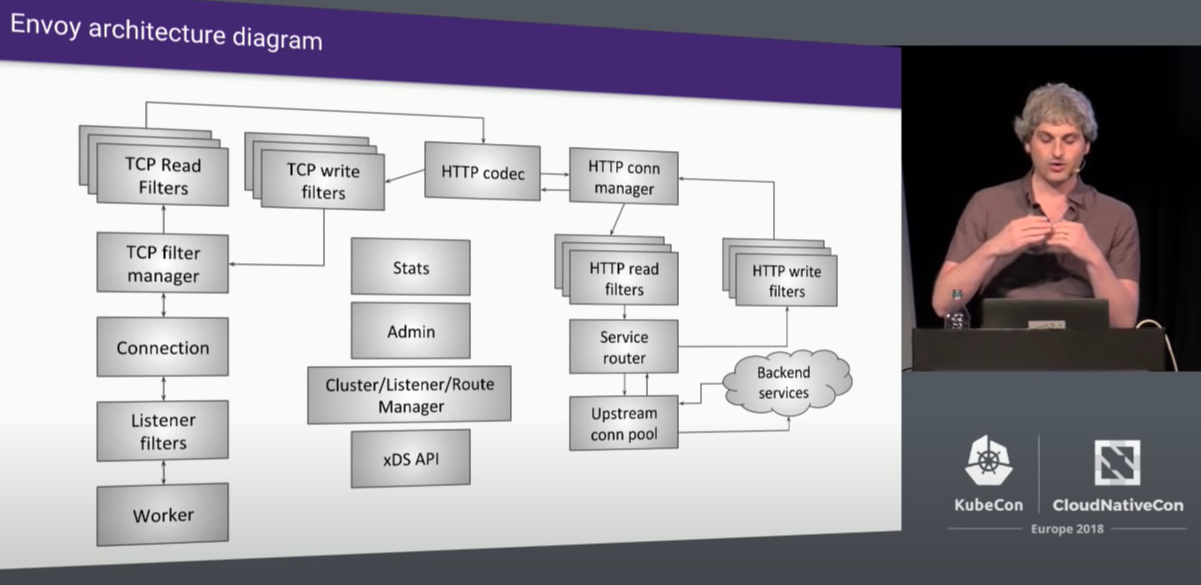 Envoy architecture diagram
TCP Read
Filters
TCP write
filters
HTTP codec
HTTP conn
manager
TCP filter
manager
Stats
HTTP read
filters
HTTP write
filters
Connection
Admin
Service
router
Backend
services
Cluster/Listener/Route
Manager
Listener
filters
Upstream
conn pool
xDS API
Worker
KubeCon
CloudNativeCon
Europe 2018